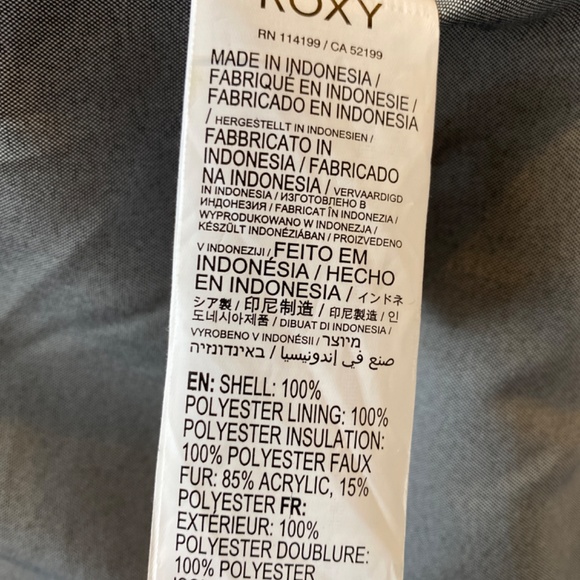 ROXY
RN 114199 / CA 52199
MADE IN INDONESIA /
FABRIQUÉ EN INDONESIE /
FABRICADO EN INDONESIA
/ HERGESTELLT IN INDONESIEN /
FABBRICATO IN
INDONESIA / FABRICADO
NA INDONESIA / VERVAARDIGD
IN INDONESIA / ИЗГОТОВЛЕНО В
ИНДОНЕЗИЯ / FABRICAT ÎN INDONEZIA /
WYPRODUKOWANO W INDONEZJA /
KÉSZÜLT INDONÉZIÁBAN / PROIZVEDENO
V INDONEZIJI / FEITO EM
INDONÉSIA / HECHO
EN INDONESIA / インドネ
シア製 / 印尼制造 / 印尼製造 / 인
도네시아제품 / DIBUAT DI INDONESIA /
VYROBENO V INDONÉSII / מיוצר
באינדונזיה / صنع في إندونيسيا
EN: SHELL: 100%
POLYESTER LINING: 100%
POLYESTER INSULATION:
100% POLYESTER FAUX
FUR: 85% ACRYLIC, 15%
POLYESTER FR:
EXTÉRIEUR: 100%
POLYESTER DOUBLURE:
100% POLYESTER